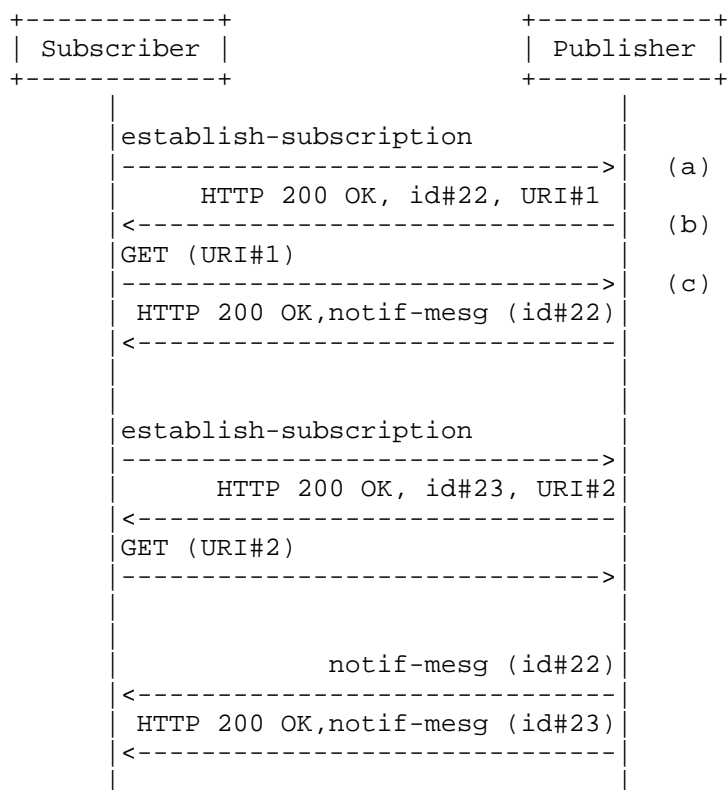 +------------+ +-----------+
| Subscriber | | Publisher |
+------------+ +-----------+
establish-subscription
------------------------------> (a)
HTTP 200 OK, id#22, URI#1
<------------------------------ (b)
GET (URI#1)
------------------------------> (c)
HTTP 200 OK,notif-mesg (id#22)
<------------------------------
establish-subscription
------------------------------>
HTTP 200 OK, id#23, URI#2
<------------------------------
GET (URI#2)
------------------------------>
notif-mesg (id#22)
<------------------------------
HTTP 200 OK,notif-mesg (id#23)
<------------------------------